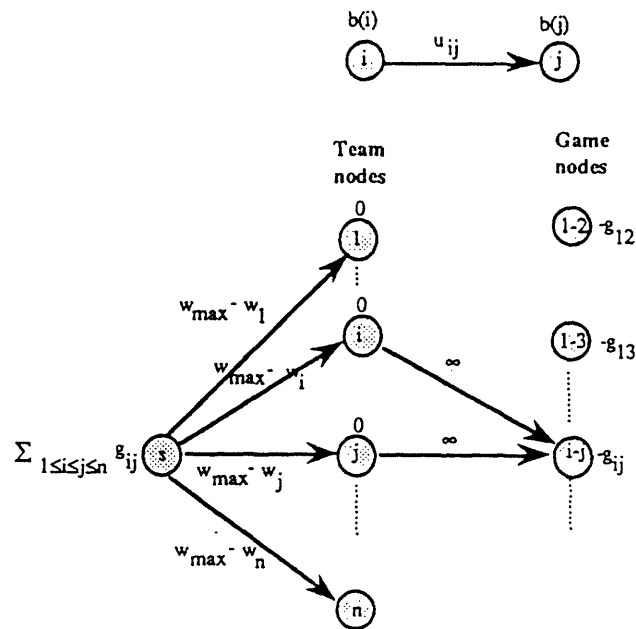 b(i) b(j)
i u_ij j
Team nodes Game nodes
0
1 1-2 -g_12
w_max - w_1
0
i 1-3 -g_13
w_max - w_i ∞
0
Σ 1≤i≤j≤n g_ij s j ∞ i-j -g_ij
w_max - w_j
w_max - w_n
n